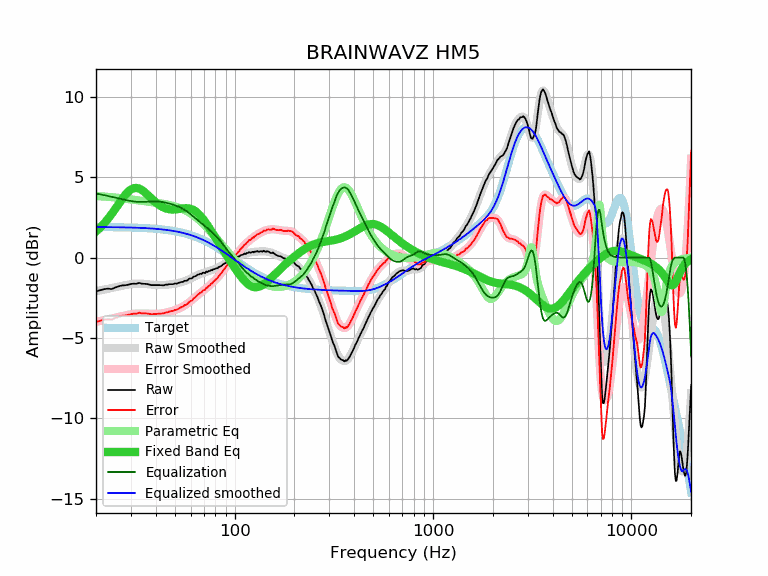 BRAINWAVZ HM5
Amplitude (dBr)
10
5
0
−5
−10
−15
Target
Raw Smoothed
Error Smoothed
Raw
Error
Parametric Eq
Fixed Band Eq
Equalization
Equalized smoothed
100
1000
10000
Frequency (Hz)